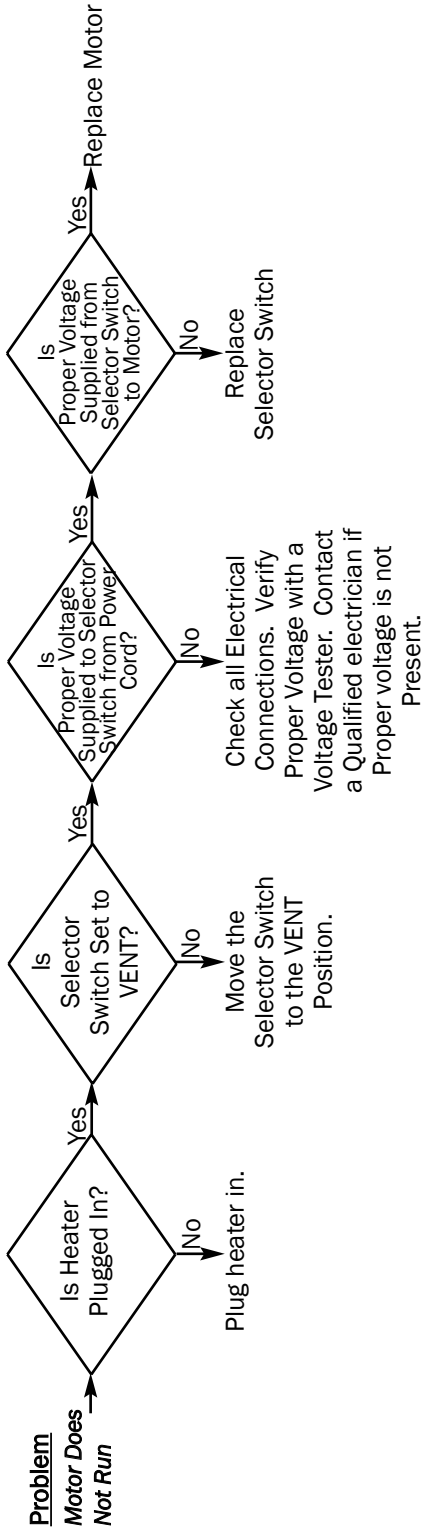 Problem
Motor Does
Not Run
Is Heater
Plugged In?
Yes
No
Plug heater in.
Is
Selector
Switch Set to
VENT?
Yes
No
Move the
Selector Switch
to the VENT
Position.
Is
Proper Voltage
Supplied to Selector
Switch from Power
Cord?
Yes
No
Check all Electrical
Connections. Verify
Proper Voltage with a
Voltage Tester. Contact
a Qualified electrician if
Proper voltage is not
Present.
Is
Proper Voltage
Supplied from
Selector Switch
to Motor?
Yes
Replace Motor
No
Replace
Selector Switch